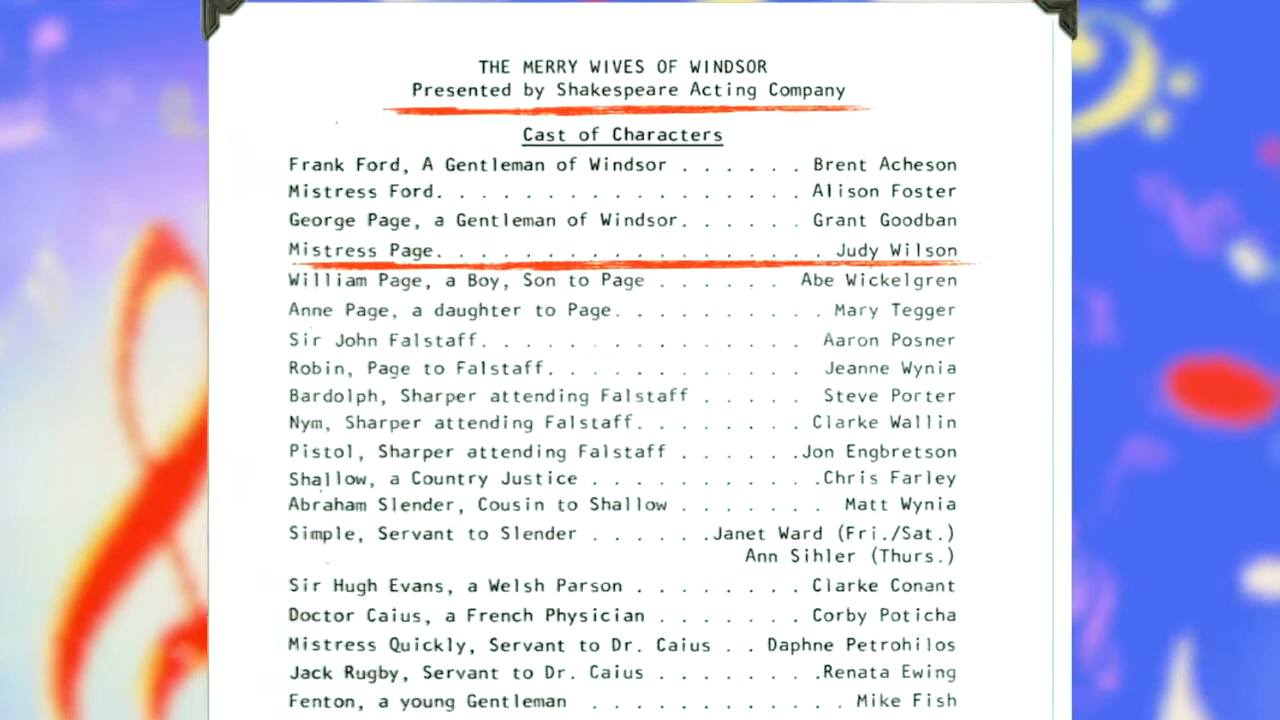 THE MERRY WIVES OF WINDSOR
Presented by Shakespeare Acting Company
Cast of Characters
Frank Ford, A Gentleman of Windsor . . . . . . Brent Acheson
Mistress Ford. . . . . . . . . . . . . . . . . Alison Foster
George Page, a Gentleman of Windsor. . . . . . Grant Goodban
Mistress Page. . . . . . . . . . . . . . . . . . Judy Wilson
William Page, a Boy, Son to Page . . . . . . Abe Wickelgren
Anne Page, a daughter to Page. . . . . . . . . . Mary Tegger
Sir John Falstaff. . . . . . . . . . . . . . . Aaron Posner
Robin, Page to Falstaff. . . . . . . . . . . . Jeanne Wynia
Bardolph, Sharper attending Falstaff . . . . . Steve Porter
Nym, Sharper attending Falstaff. . . . . . . . Clarke Wallin
Pistol, Sharper attending Falstaff . . . . . .Jon Engbretson
Shallow, a Country Justice . . . . . . . . . . .Chris Farley
Abraham Slender, Cousin to Shallow . . . . . . . Matt Wynia
Simple, Servant to Slender . . . . . .Janet Ward (Fri./Sat.)
Ann Sihler (Thurs.)
Sir Hugh Evans, a Welsh Parson . . . . . . . . Clarke Conant
Doctor Caius, a French Physician . . . . . . . Corby Poticha
Mistress Quickly, Servant to Dr. Caius . . Daphne Petrohilos
Jack Rugby, Servant to Dr. Caius . . . . . . . .Renata Ewing
Fenton, a young Gentleman . . . . . . . . . . . Mike Fish